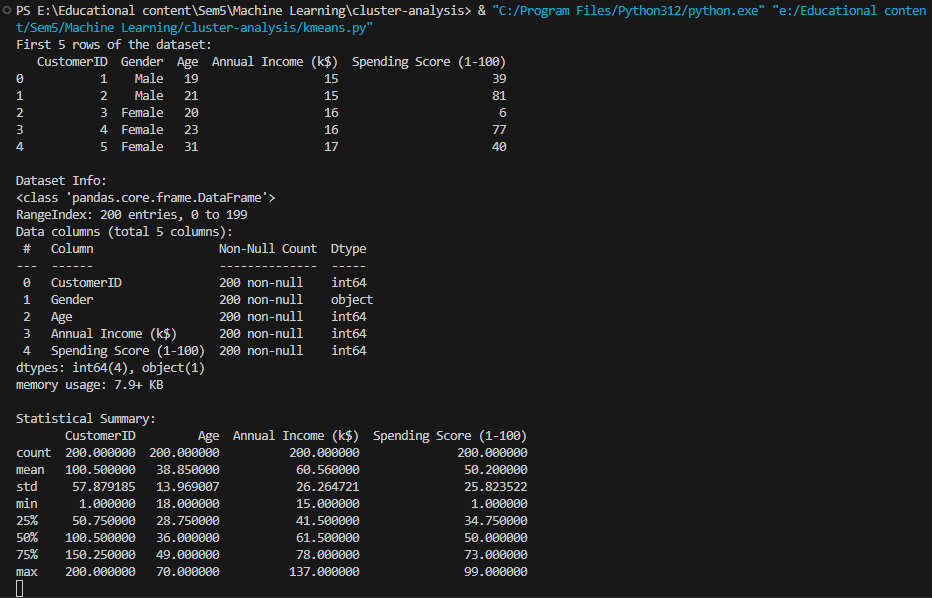 PS E:\Educational content\Sem5\Machine Learning\cluster-analysis> & "C:/Program Files/Python312/python.exe" "e:/Educational conten
t/Sem5/Machine Learning/cluster-analysis/kmeans.py"
First 5 rows of the dataset:
   CustomerID  Gender  Age  Annual Income (k$)  Spending Score (1-100)
0           1    Male   19                  15                      39
1           2    Male   21                  15                      81
2           3  Female   20                  16                       6
3           4  Female   23                  16                      77
4           5  Female   31                  17                      40

Dataset Info:
<class 'pandas.core.frame.DataFrame'>
RangeIndex: 200 entries, 0 to 199
Data columns (total 5 columns):
 #   Column                  Non-Null Count  Dtype
---  ------                  --------------  -----
 0   CustomerID              200 non-null    int64
 1   Gender                  200 non-null    object
 2   Age                     200 non-null    int64
 3   Annual Income (k$)      200 non-null    int64
 4   Spending Score (1-100)  200 non-null    int64
dtypes: int64(4), object(1)
memory usage: 7.9+ KB

Statistical Summary:
       CustomerID         Age  Annual Income (k$)  Spending Score (1-100)
count  200.000000  200.000000          200.000000              200.000000
mean   100.500000   38.850000           60.560000               50.200000
std     57.879185   13.969007           26.264721               25.823522
min      1.000000   18.000000           15.000000                1.000000
25%     50.750000   28.750000           41.500000               34.750000
50%    100.500000   36.000000           61.500000               50.000000
75%    150.250000   49.000000           78.000000               73.000000
max    200.000000   70.000000          137.000000               99.000000